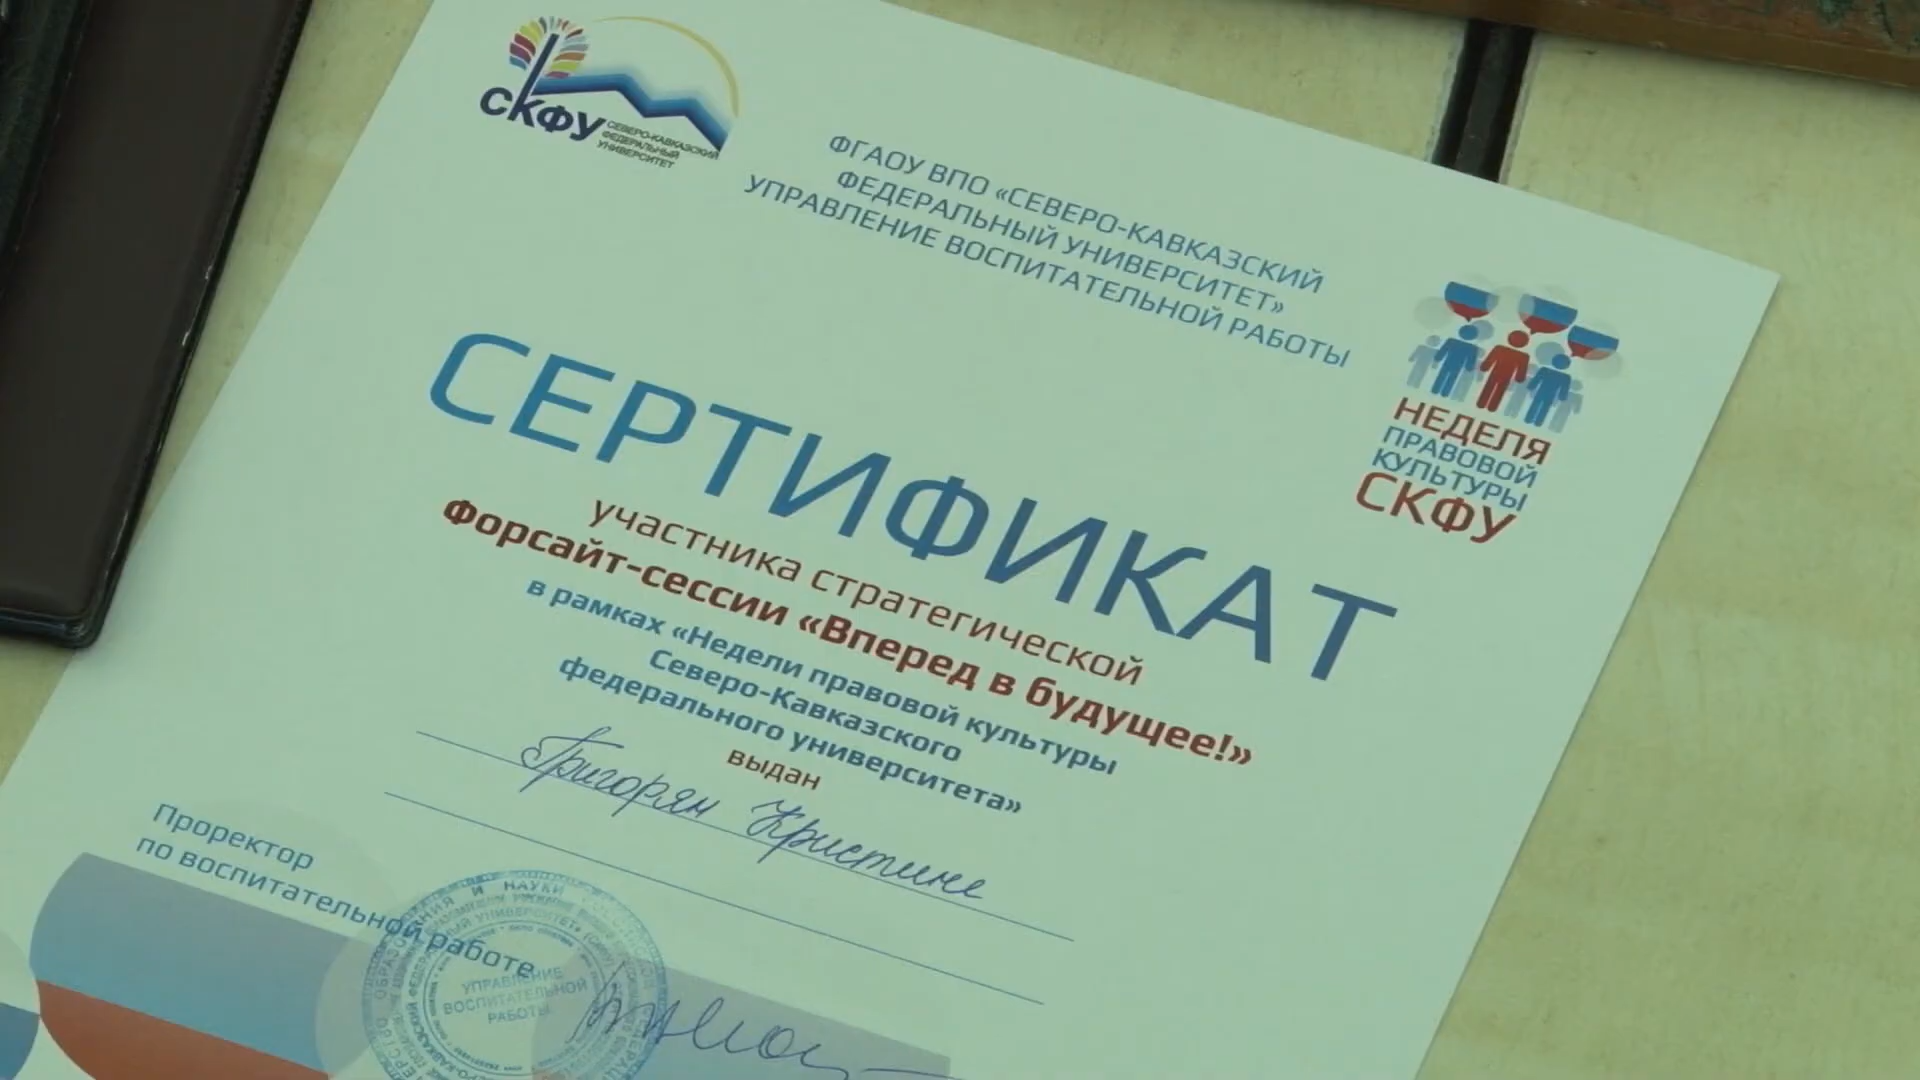 СКФУ
СЕВЕРО-КАВКАЗСКИЙ
ФЕДЕРАЛЬНЫЙ
УНИВЕРСИТЕТ
ФГАОУ ВПО «СЕВЕРО-КАВКАЗСКИЙ
ФЕДЕРАЛЬНЫЙ УНИВЕРСИТЕТ»
УПРАВЛЕНИЕ ВОСПИТАТЕЛЬНОЙ РАБОТЫ
НЕДЕЛЯ
ПРАВОВОЙ
КУЛЬТУРЫ
СКФУ
СЕРТИФИКАТ
участника стратегической
Форсайт-сессии «Вперед в будущее!»
в рамках «Недели правовой культуры
Северо-Кавказского
федерального университета»
выдан
Григорян Кристине
Проректор
по воспитательной работе
И НАУКИ
УПРАВЛЕНИЕ
ВОСПИТАТЕЛЬНОЙ
РАБОТЫ